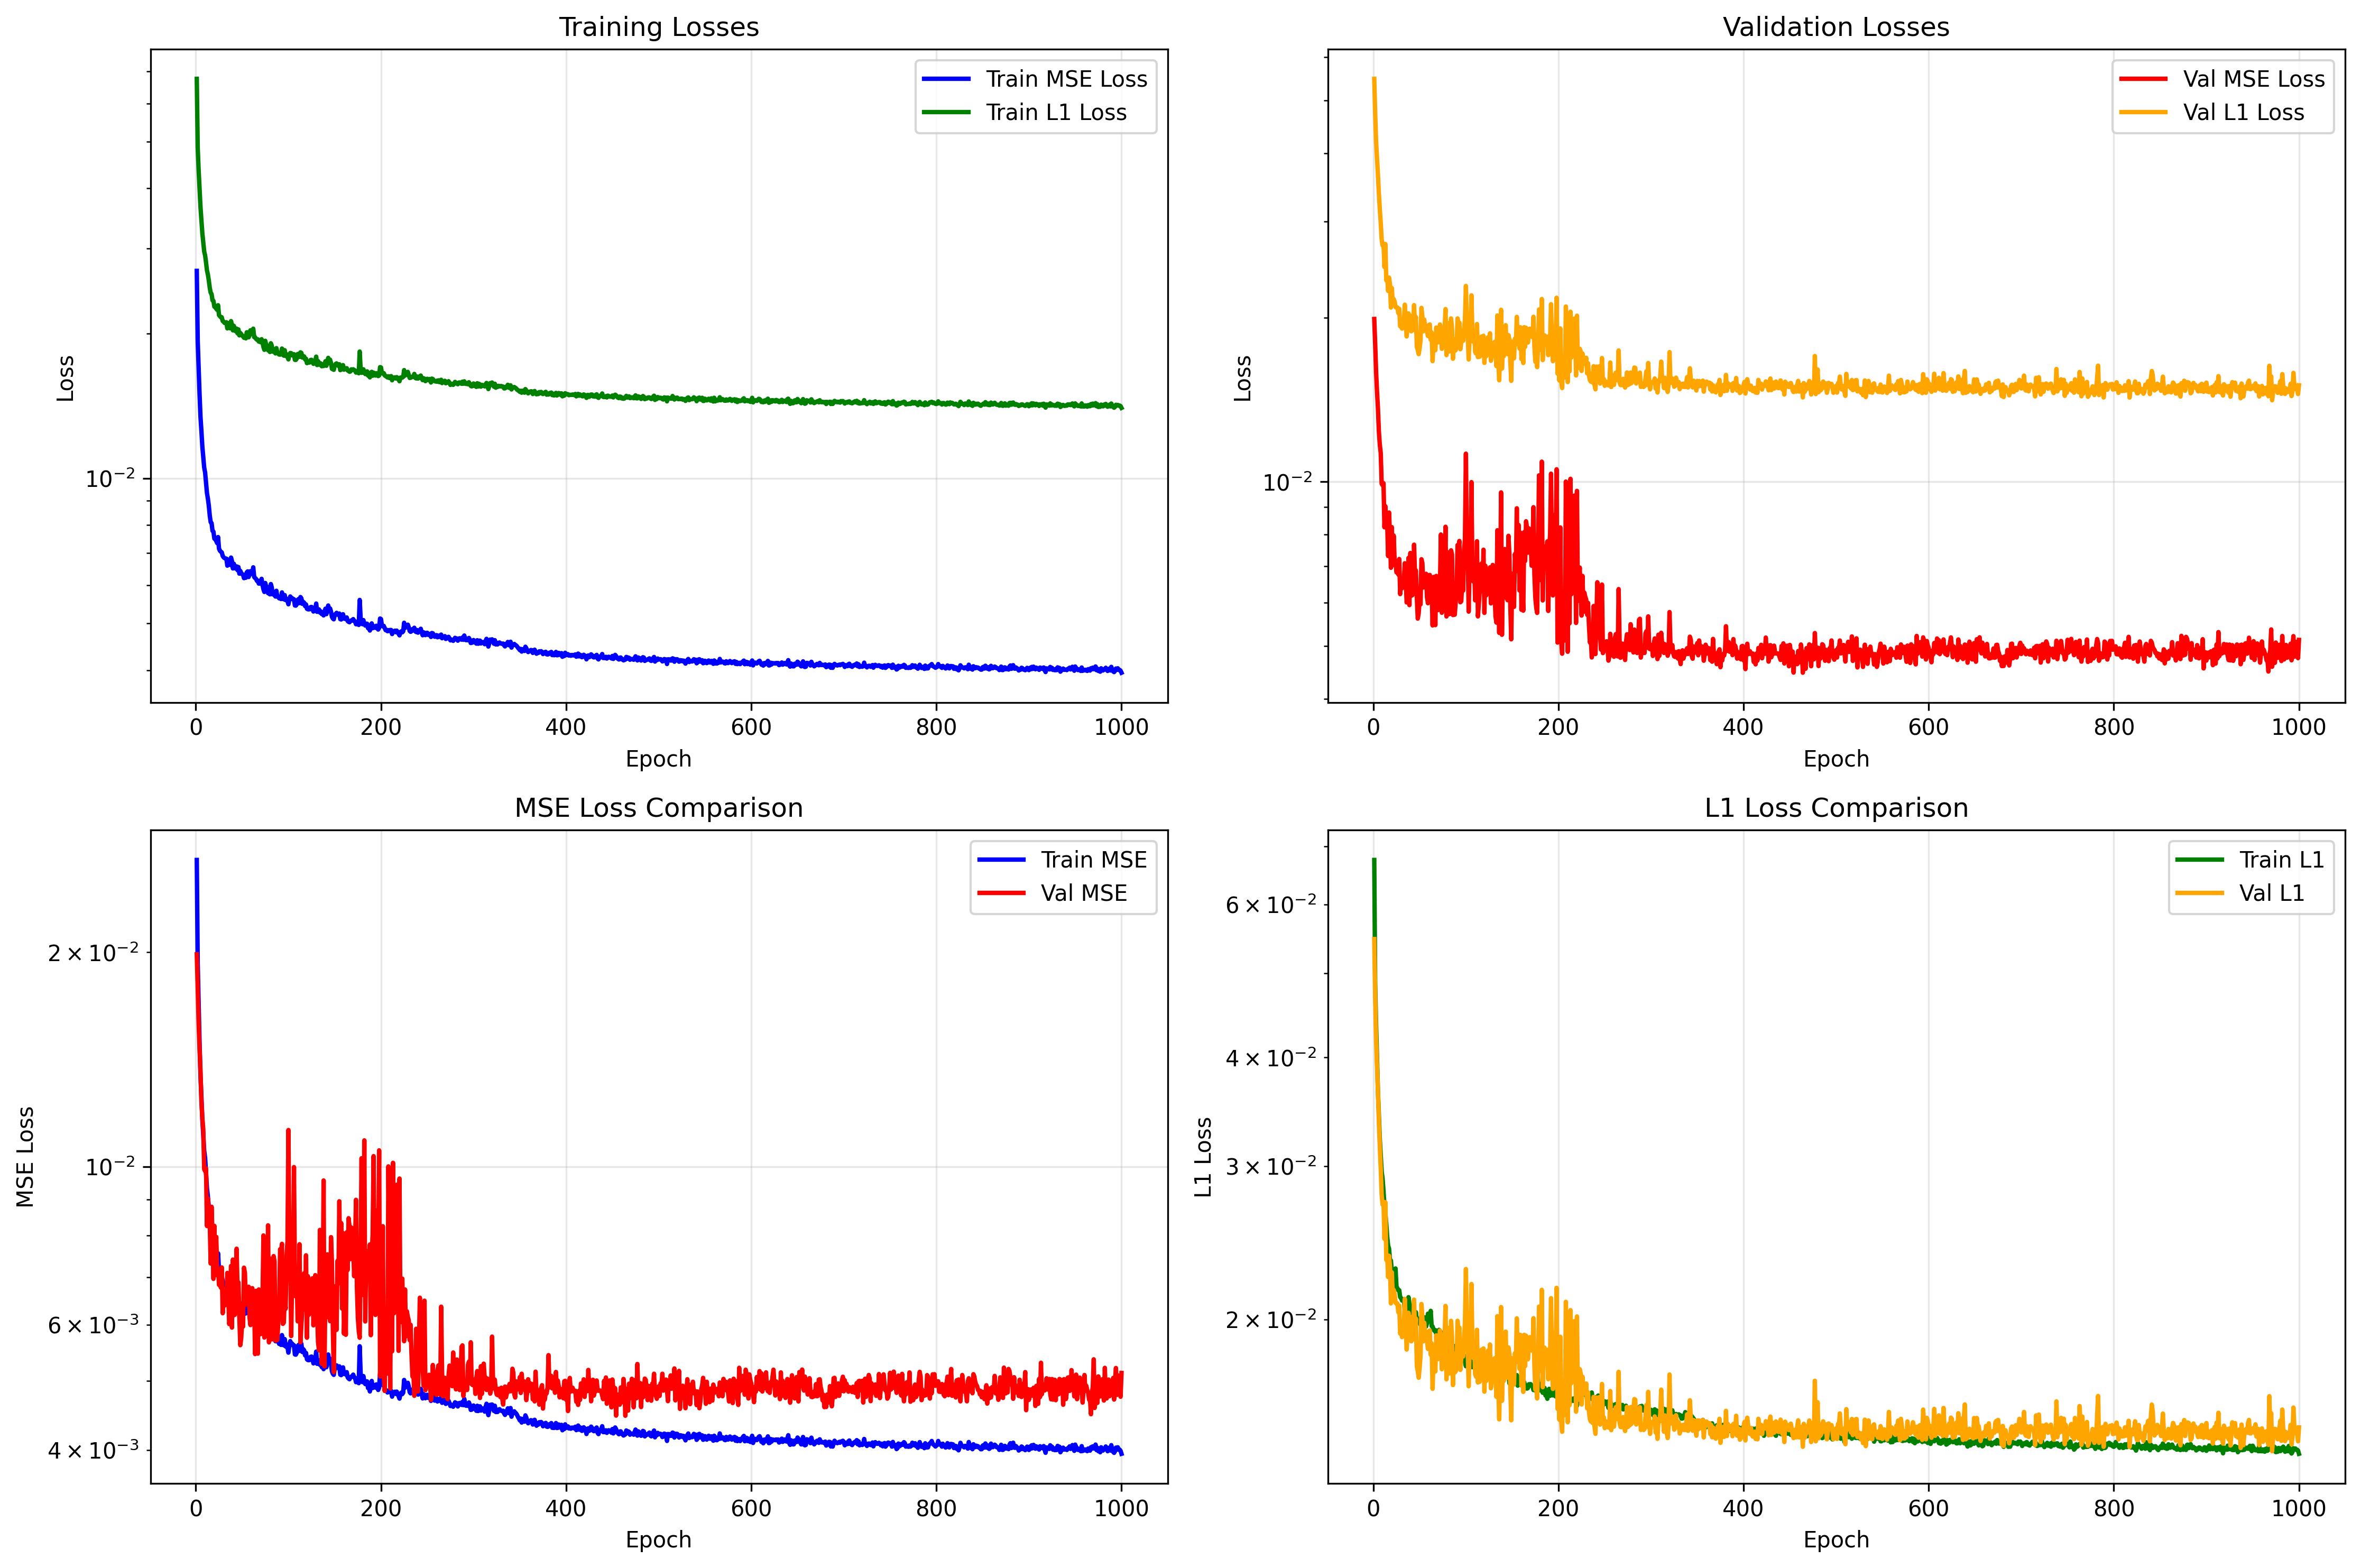 Training Losses
Train MSE Loss
Train L1 Loss
Loss
10⁻²
0 200 400 600 800 1000
Epoch
Validation Losses
Val MSE Loss
Val L1 Loss
Loss
10⁻²
0 200 400 600 800 1000
Epoch
MSE Loss Comparison
Train MSE
Val MSE
MSE Loss
2 × 10⁻²
10⁻²
6 × 10⁻³
4 × 10⁻³
0 200 400 600 800 1000
Epoch
L1 Loss Comparison
Train L1
Val L1
L1 Loss
6 × 10⁻²
4 × 10⁻²
3 × 10⁻²
2 × 10⁻²
0 200 400 600 800 1000
Epoch